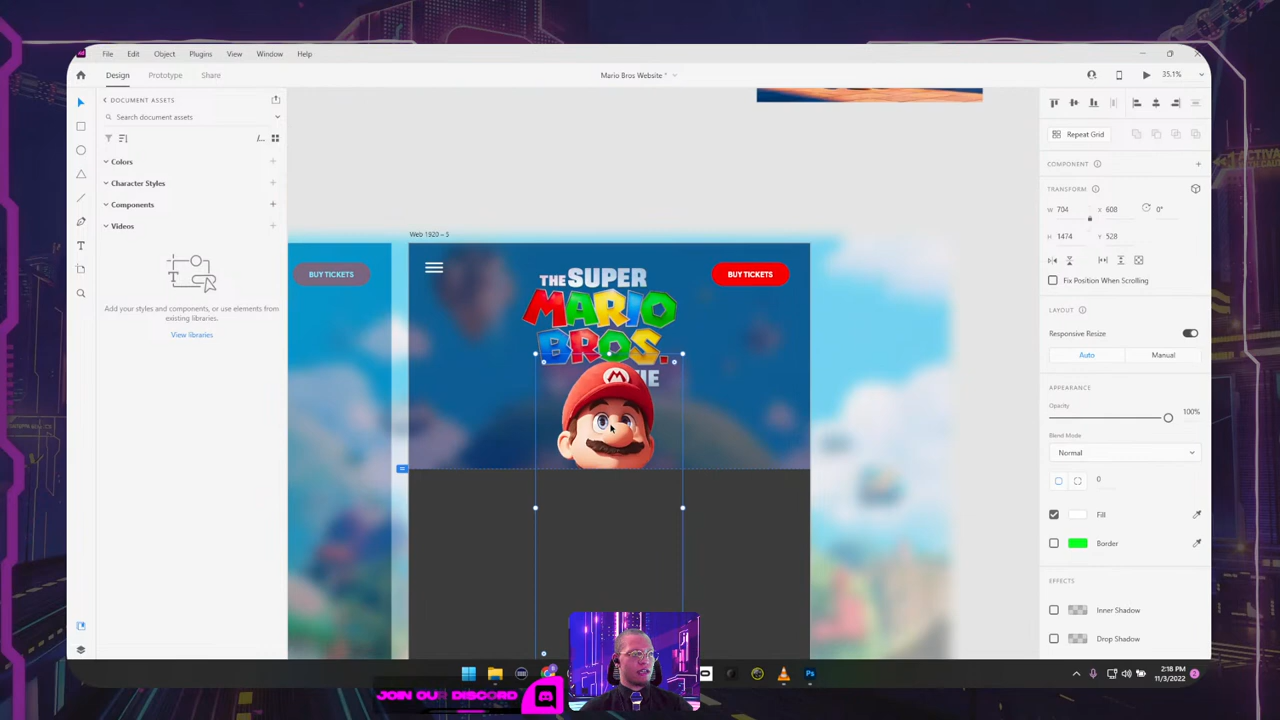 File Edit Object Plugins View Window Help
Design Prototype Share
Mario Bros Website *
35.1%
DOCUMENT ASSETS
Search document assets
Colors
Character Styles
Components
Videos
Add your styles and components, or use elements from
existing libraries.
View libraries
Web 1920 – 5
BUY TICKETS
THE SUPER
MARIO
BROS.
IE
BUY TICKETS
M
Repeat Grid
COMPONENT
TRANSFORM
W 704 X 608 0°
H 1474 Y 528
Fix Position When Scrolling
LAYOUT
Responsive Resize
Auto Manual
APPEARANCE
Opacity
100%
Blend Mode
Normal
0
Fill
Border
EFFECTS
Inner Shadow
Drop Shadow
Ps
2:18 PM
11/3/2022
JOIN OUR DISCORD